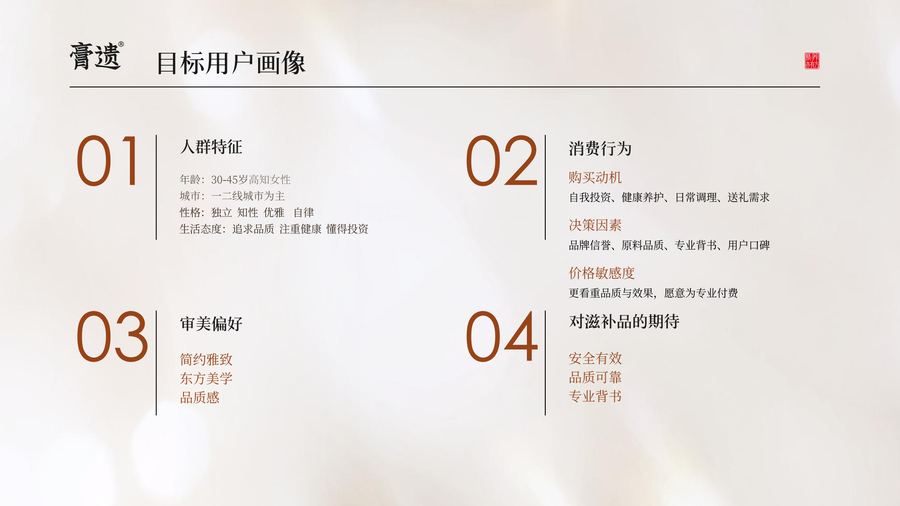 膏遗®
目标用户画像
01
人群特征
年龄：30-45岁高知女性
城市：一二线城市为主
性格：独立 知性 优雅 自律
生活态度：追求品质 注重健康 懂得投资
02
消费行为
购买动机
自我投资、健康养护、日常调理、送礼需求
决策因素
品牌信誉、原料品质、专业背书、用户口碑
价格敏感度
更看重品质与效果，愿意为专业付费
03
审美偏好
简约雅致
东方美学
品质感
04
对滋补品的期待
安全有效
品质可靠
专业背书